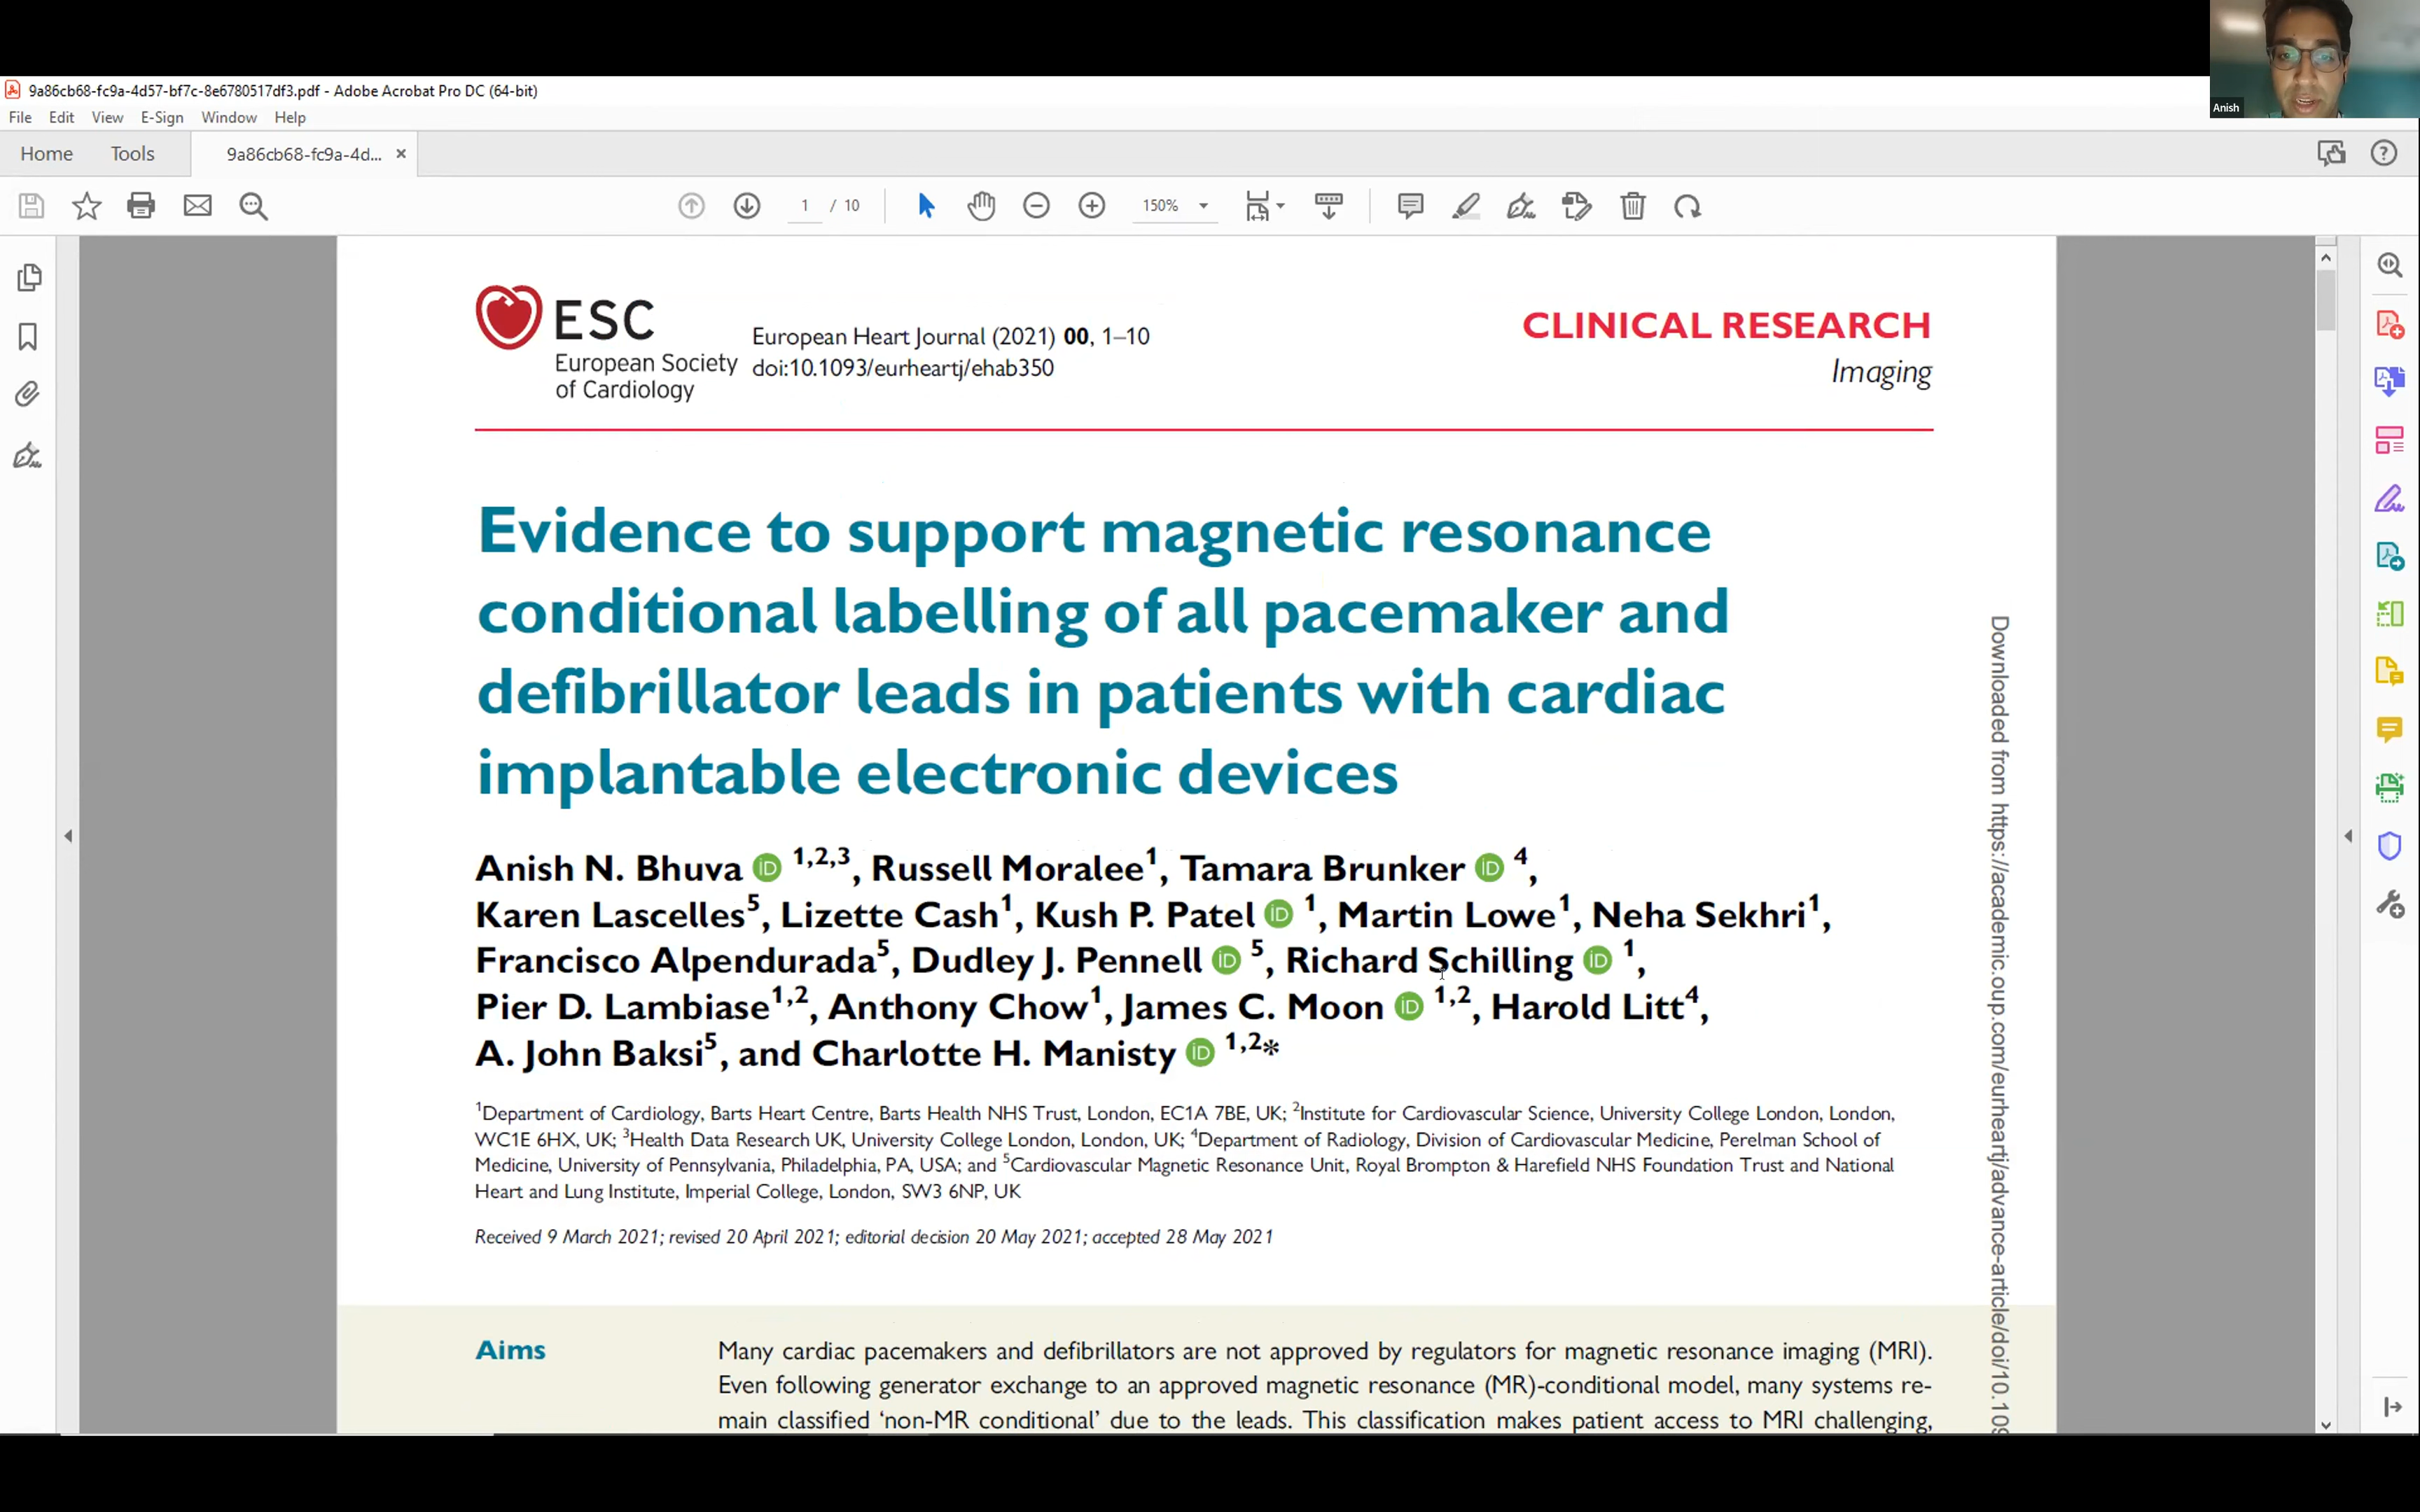 Anish
9a86cb68-fc9a-4d57-bf7c-8e6780517df3.pdf - Adobe Acrobat Pro DC (64-bit)
File Edit View E-Sign Window Help
Home Tools 9a86cb68-fc9a-4d... ×
1 / 10 150%
ESC
European Society
of Cardiology
European Heart Journal (2021) 00, 1–10
doi:10.1093/eurheartj/ehab350
CLINICAL RESEARCH
Imaging
Evidence to support magnetic resonance
conditional labelling of all pacemaker and
defibrillator leads in patients with cardiac
implantable electronic devices
Anish N. Bhuva iD 1,2,3, Russell Moralee1, Tamara Brunker iD 4,
Karen Lascelles5, Lizette Cash1, Kush P. Patel iD 1, Martin Lowe1, Neha Sekhri1,
Francisco Alpendurada5, Dudley J. Pennell iD 5, Richard Schilling iD 1,
Pier D. Lambiase1,2, Anthony Chow1, James C. Moon iD 1,2, Harold Litt4,
A. John Baksi5, and Charlotte H. Manisty iD 1,2*
1Department of Cardiology, Barts Heart Centre, Barts Health NHS Trust, London, EC1A 7BE, UK; 2Institute for Cardiovascular Science, University College London, London,
WC1E 6HX, UK; 3Health Data Research UK, University College London, London, UK; 4Department of Radiology, Division of Cardiovascular Medicine, Perelman School of
Medicine, University of Pennsylvania, Philadelphia, PA, USA; and 5Cardiovascular Magnetic Resonance Unit, Royal Brompton & Harefield NHS Foundation Trust and National
Heart and Lung Institute, Imperial College, London, SW3 6NP, UK
Received 9 March 2021; revised 20 April 2021; editorial decision 20 May 2021; accepted 28 May 2021
Aims
Many cardiac pacemakers and defibrillators are not approved by regulators for magnetic resonance imaging (MRI).
Even following generator exchange to an approved magnetic resonance (MR)-conditional model, many systems re-
main classified ‘non-MR conditional’ due to the leads. This classification makes patient access to MRI challenging,
Downloaded from https://academic.oup.com/eurheartj/advance-article/doi/10.109